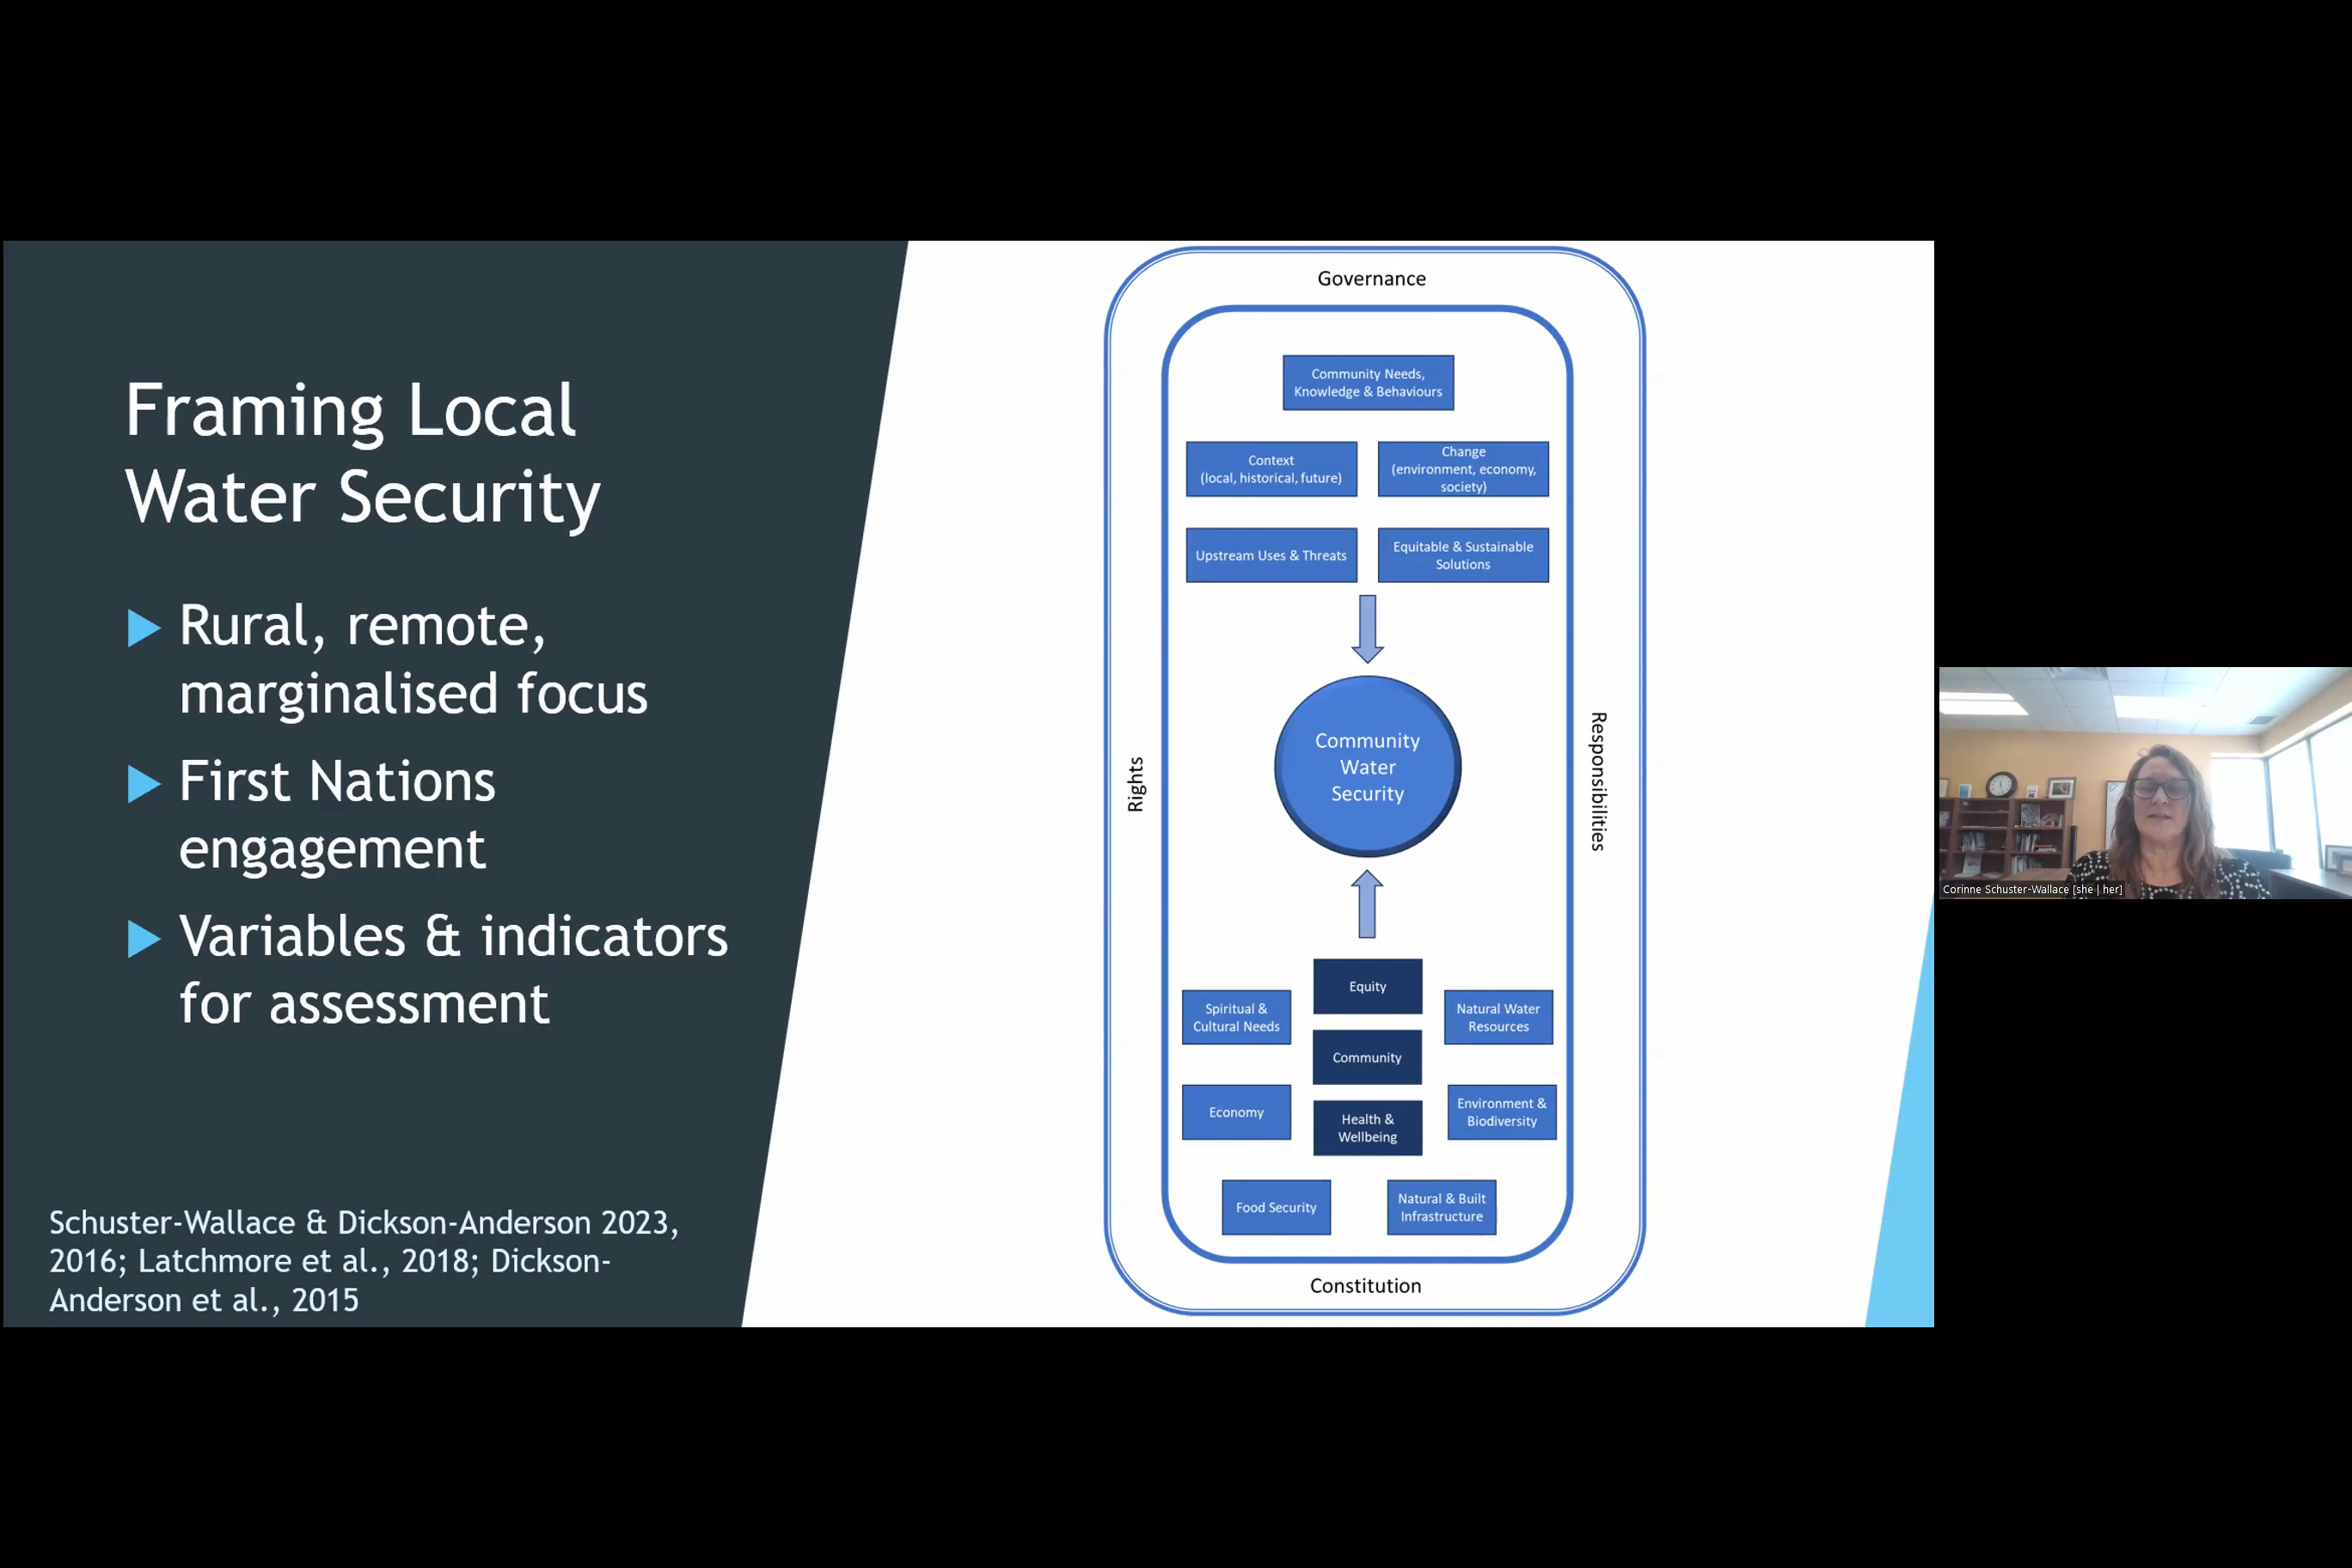 Framing Local
Water Security
Rural, remote,
marginalised focus
First Nations
engagement
Variables & indicators
for assessment
Schuster-Wallace & Dickson-Anderson 2023,
2016; Latchmore et al., 2018; Dickson-
Anderson et al., 2015
Governance
Community Needs,
Knowledge & Behaviours
Context
(local, historical, future)
Change
(environment, economy,
society)
Upstream Uses & Threats
Equitable & Sustainable
Solutions
Rights
Community
Water
Security
Responsibilities
Equity
Spiritual &
Cultural Needs
Natural Water
Resources
Community
Economy
Health &
Wellbeing
Environment &
Biodiversity
Food Security
Natural & Built
Infrastructure
Constitution
Corinne Schuster-Wallace [she | her]